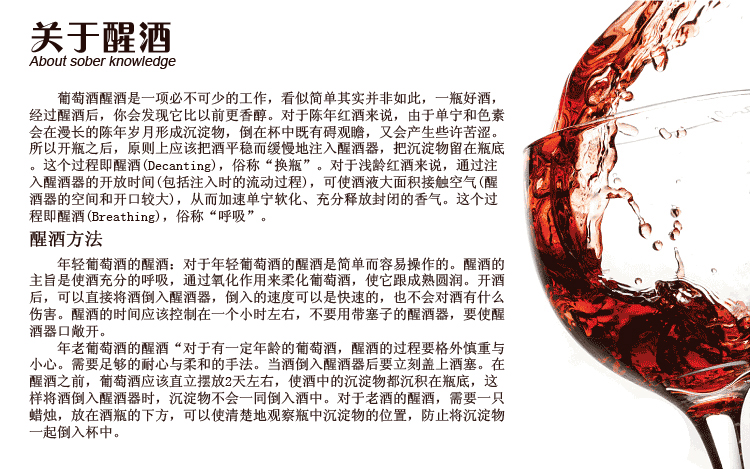 关于醒酒
About sober knowledge
葡萄酒醒酒是一项必不可少的工作，看似简单其实并非如此，一瓶好酒，
经过醒酒后，你会发现它比以前更香醇。对于陈年红酒来说，由于单宁和色素
会在漫长的陈年岁月形成沉淀物，倒在杯中既有碍观瞻，又会产生些许苦涩。
所以开瓶之后，原则上应该把酒平稳而缓慢地注入醒酒器，把沉淀物留在瓶底
。这个过程即醒酒(Decanting)，俗称“换瓶”。对于浅龄红酒来说，通过注
入醒酒器的开放时间(包括注入时的流动过程)，可使酒液大面积接触空气(醒
酒器的空间和开口较大)，从而加速单宁软化、充分释放封闭的香气。这个过
程即醒酒(Breathing)，俗称“呼吸”。
醒酒方法
年轻葡萄酒的醒酒：对于年轻葡萄酒的醒酒是简单而容易操作的。醒酒的
主旨是使酒充分的呼吸，通过氧化作用来柔化葡萄酒，使它跟成熟圆润。开酒
后，可以直接将酒倒入醒酒器，倒入的速度可以是快速的，也不会对酒有什么
伤害。醒酒的时间应该控制在一个小时左右，不要用带塞子的醒酒器，要使醒
酒器口敞开。
年老葡萄酒的醒酒“对于有一定年龄的葡萄酒，醒酒的过程要格外慎重与
小心。需要足够的耐心与柔和的手法。当酒倒入醒酒器后要立刻盖上酒塞。在
醒酒之前，葡萄酒应该直立摆放2天左右，使酒中的沉淀物都沉积在瓶底，这
样将酒倒入醒酒器时，沉淀物不会一同倒入酒中。对于老酒的醒酒，需要一只
蜡烛，放在酒瓶的下方，可以使清楚地观察瓶中沉淀物的位置，防止将沉淀物
一起倒入杯中。